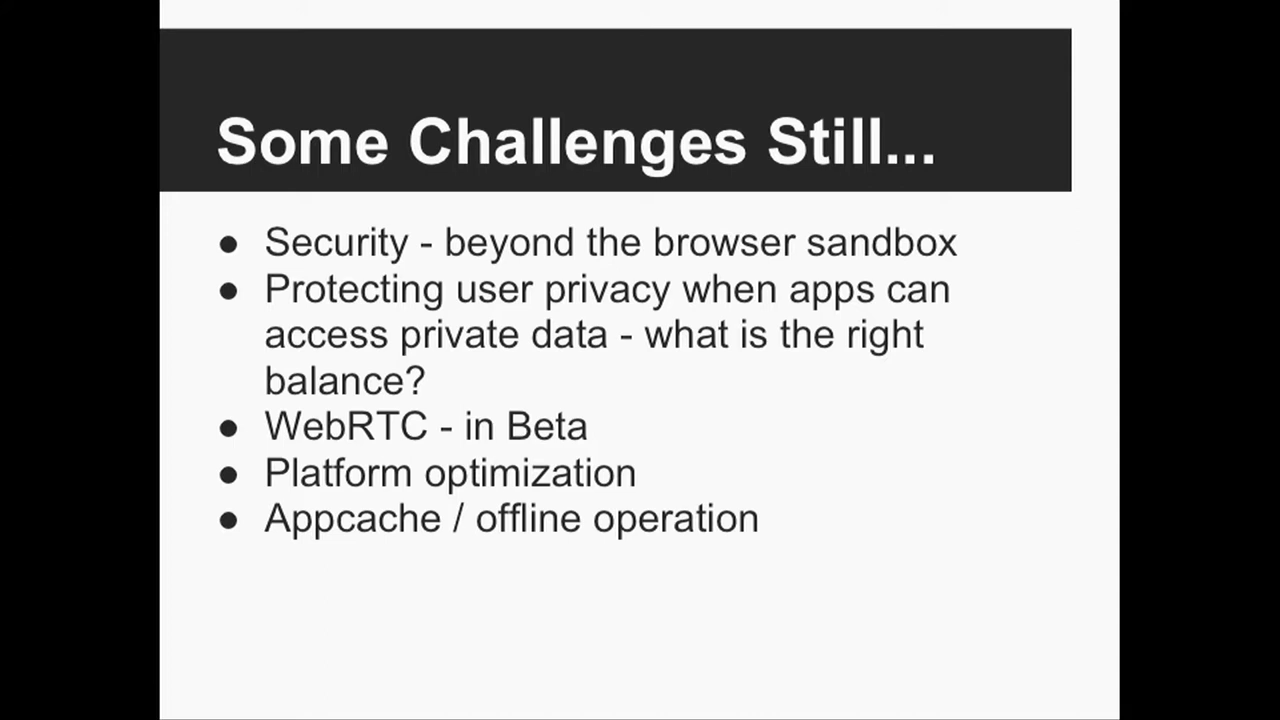 Some Challenges Still...
● Security - beyond the browser sandbox
● Protecting user privacy when apps can
access private data - what is the right
balance?
● WebRTC - in Beta
● Platform optimization
● Appcache / offline operation